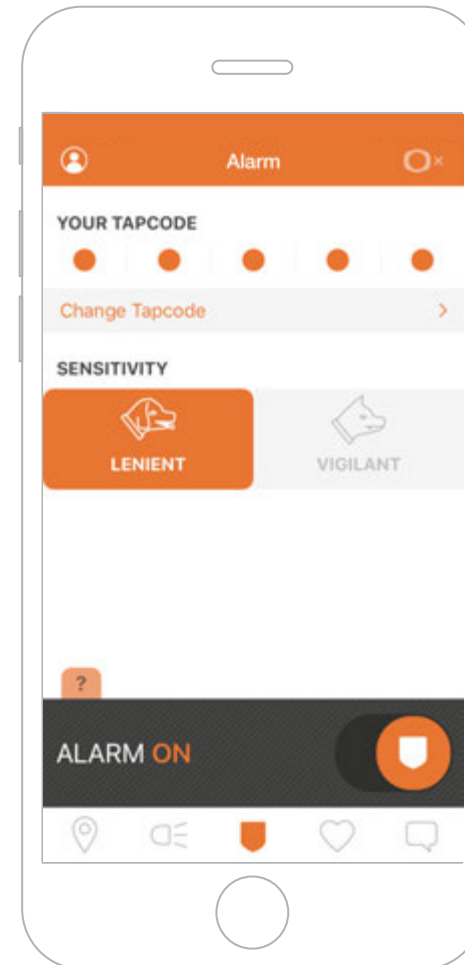 Alarm
YOUR TAPCODE
Change Tapcode
SENSITIVITY
LENIENT
VIGILANT
?
ALARM ON